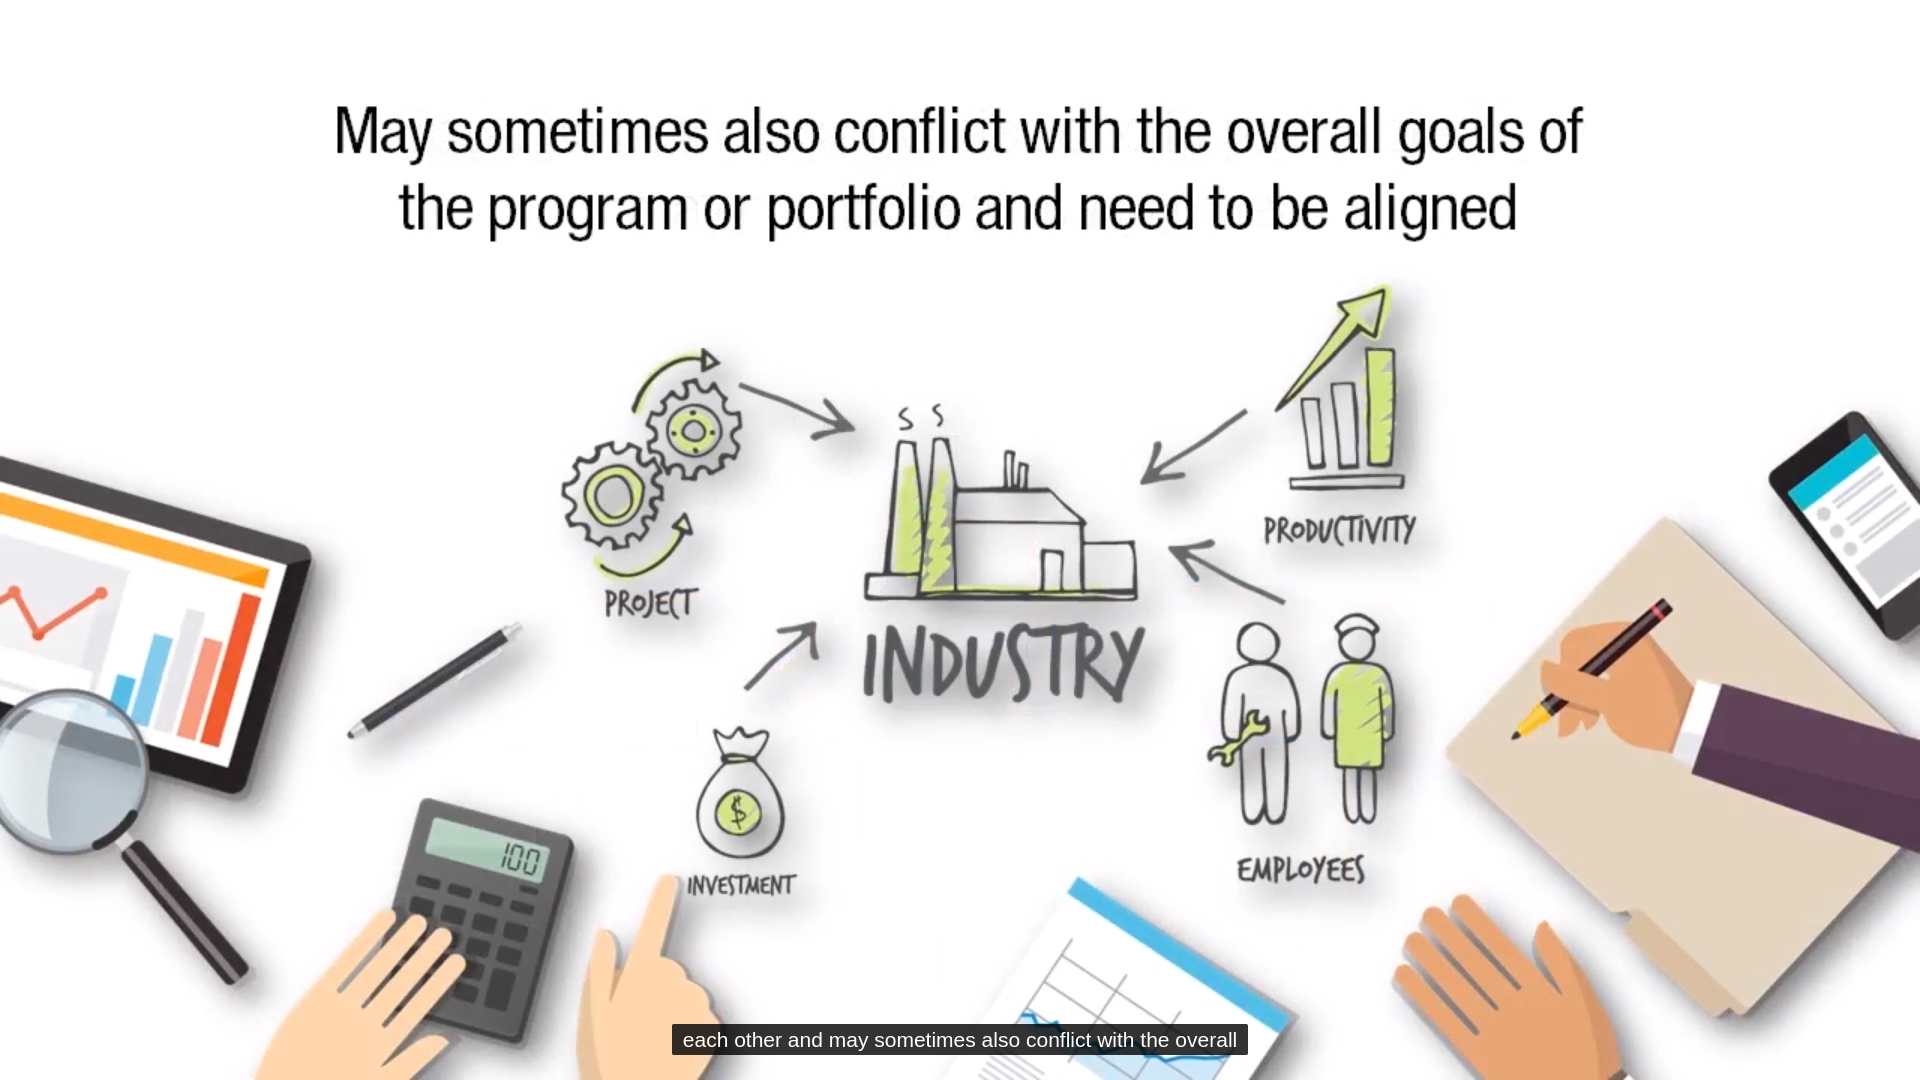 May sometimes also conflict with the overall goals of
the program or portfolio and need to be aligned
PROJECT
PRODUCTIVITY
INDUSTRY
INVESTMENT
EMPLOYEES
$
100
each other and may sometimes also conflict with the overall